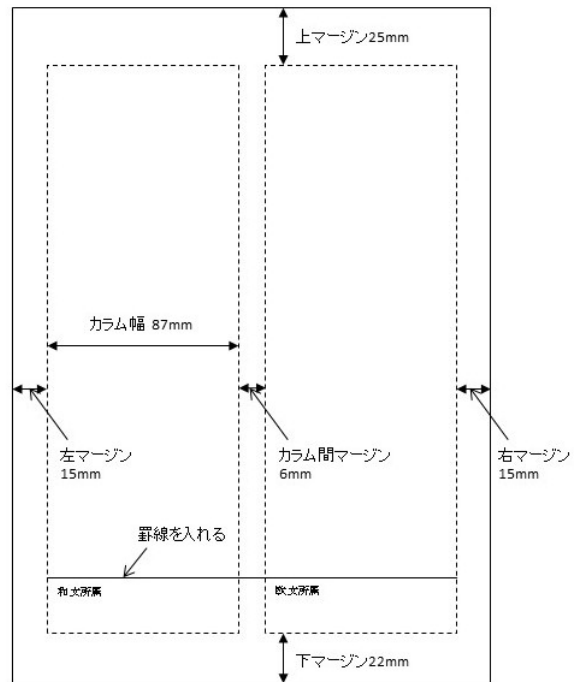 上マージン25mm
カラム幅 87mm
左マージン
15mm
カラム間マージン
6mm
右マージン
15mm
罫線を入れる
和文所属
欧文所属
下マージン22mm